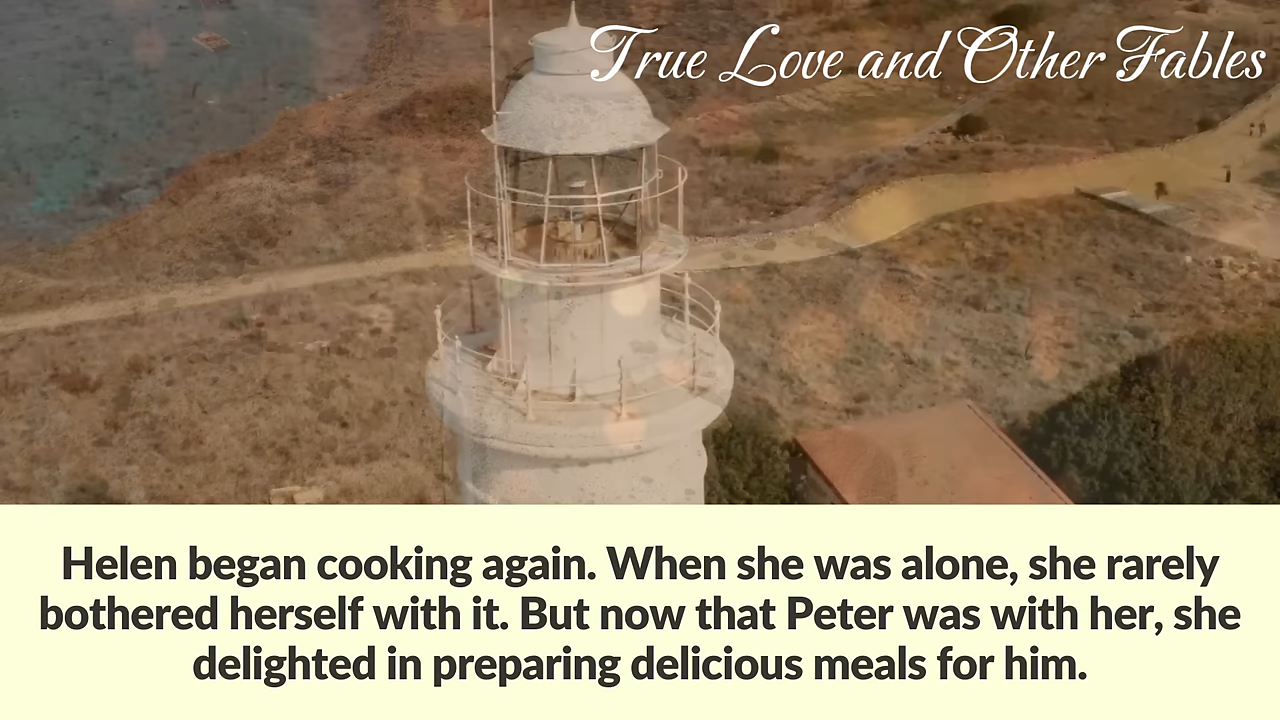 True Love and Other Fables
Helen began cooking again. When she was alone, she rarely
bothered herself with it. But now that Peter was with her, she
delighted in preparing delicious meals for him.